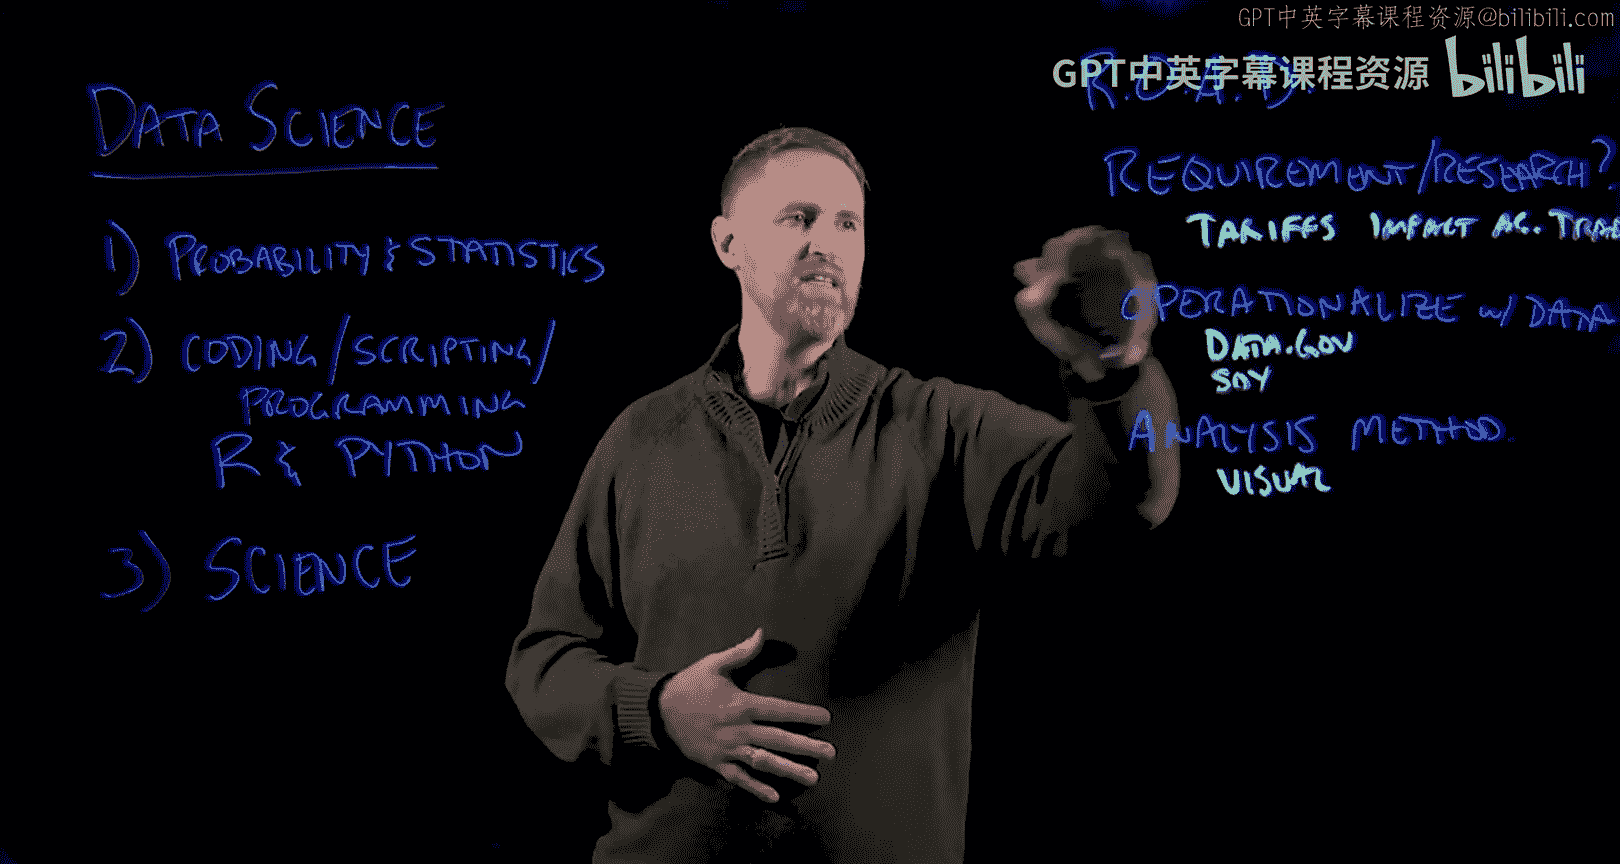 GPT中英字幕课程资源@bilibili.com
GPT中英字幕课程资源 bilibili
DATA SCIENCE
1) PROBABILITY & STATISTICS
2) CODING/SCRIPTING/
PROGRAMMING
R & PYTHON
3) SCIENCE
R.O.A.D.
REQUIREMENT/RESEARCH?
TARIFFS IMPACT AG.
OPERATIONALIZE w/ DATA
DATA.GOV
SOY
ANALYSIS METHOD.
VISUAL